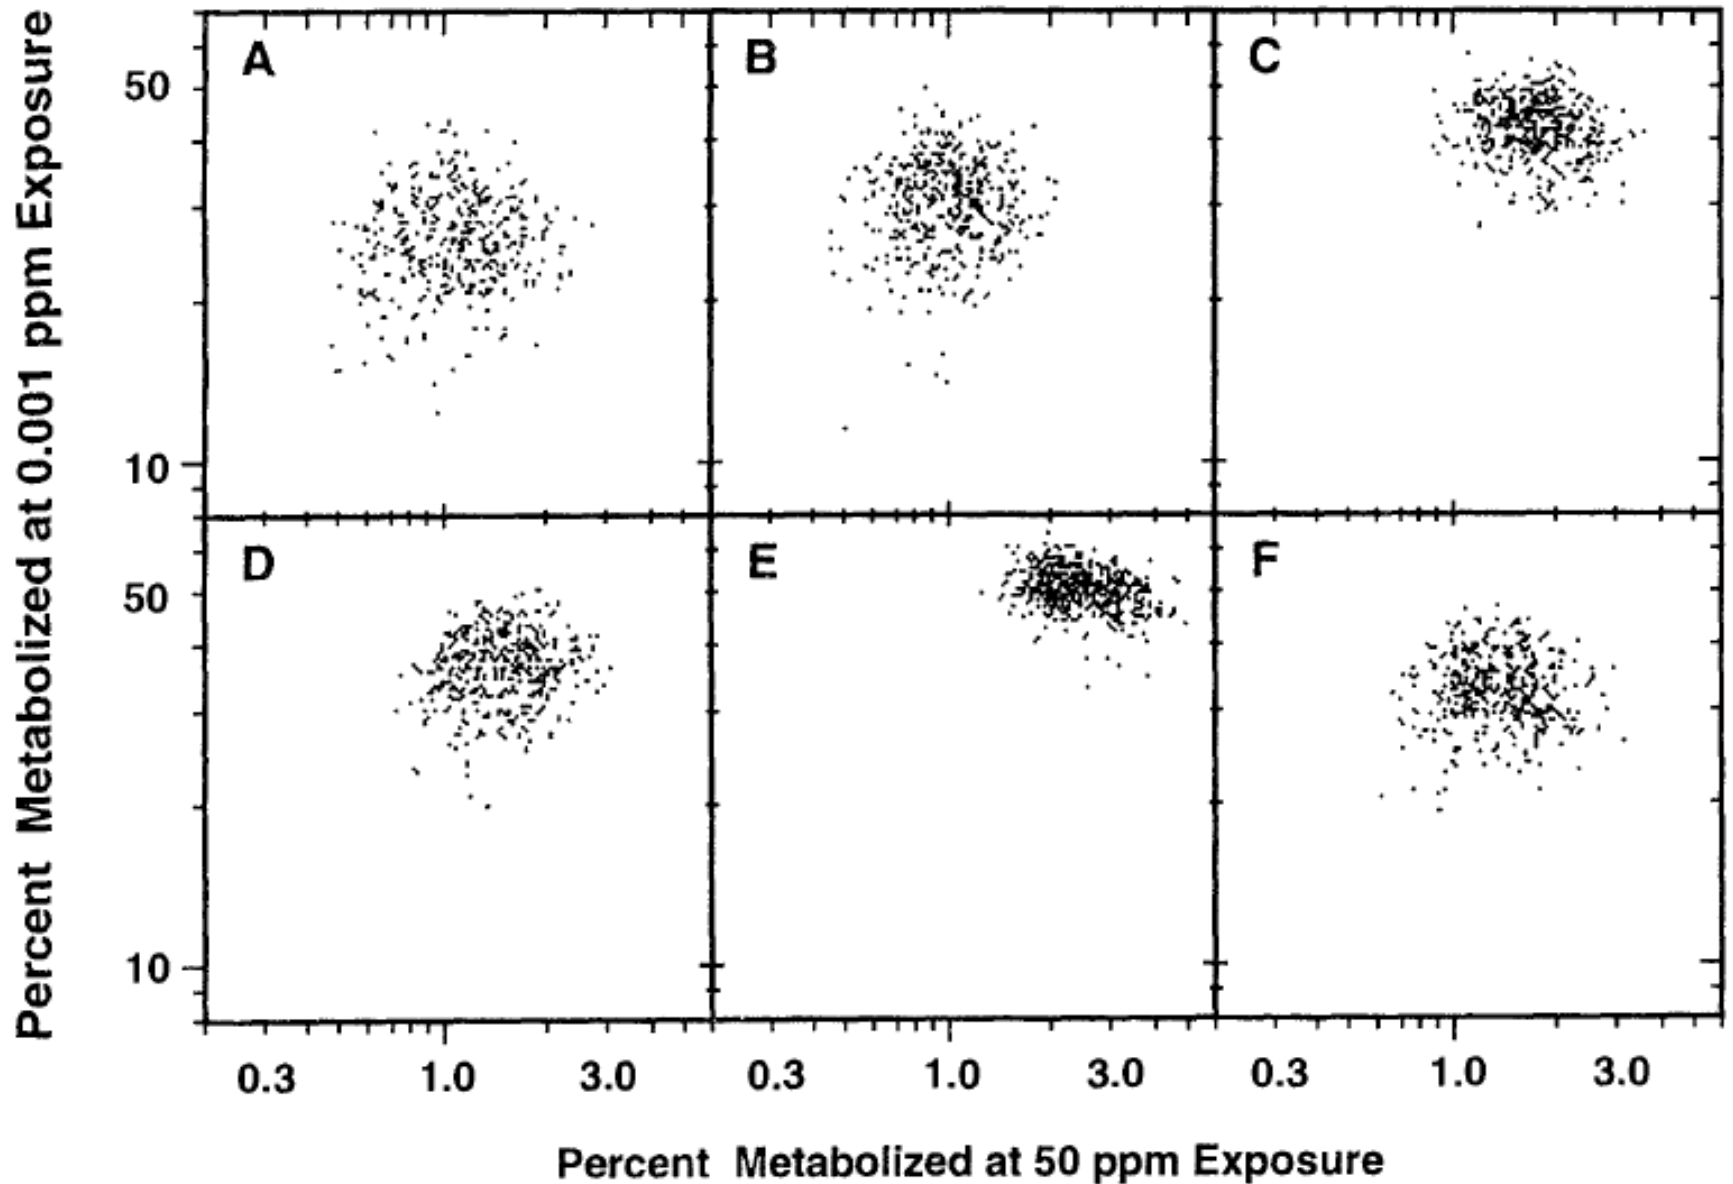 Percent Metabolized at 0.001 ppm Exposure
A
B
C
50
10
D
E
F
50
10
0.3 1.0 3.0 0.3 1.0 3.0 0.3 1.0 3.0
Percent Metabolized at 50 ppm Exposure